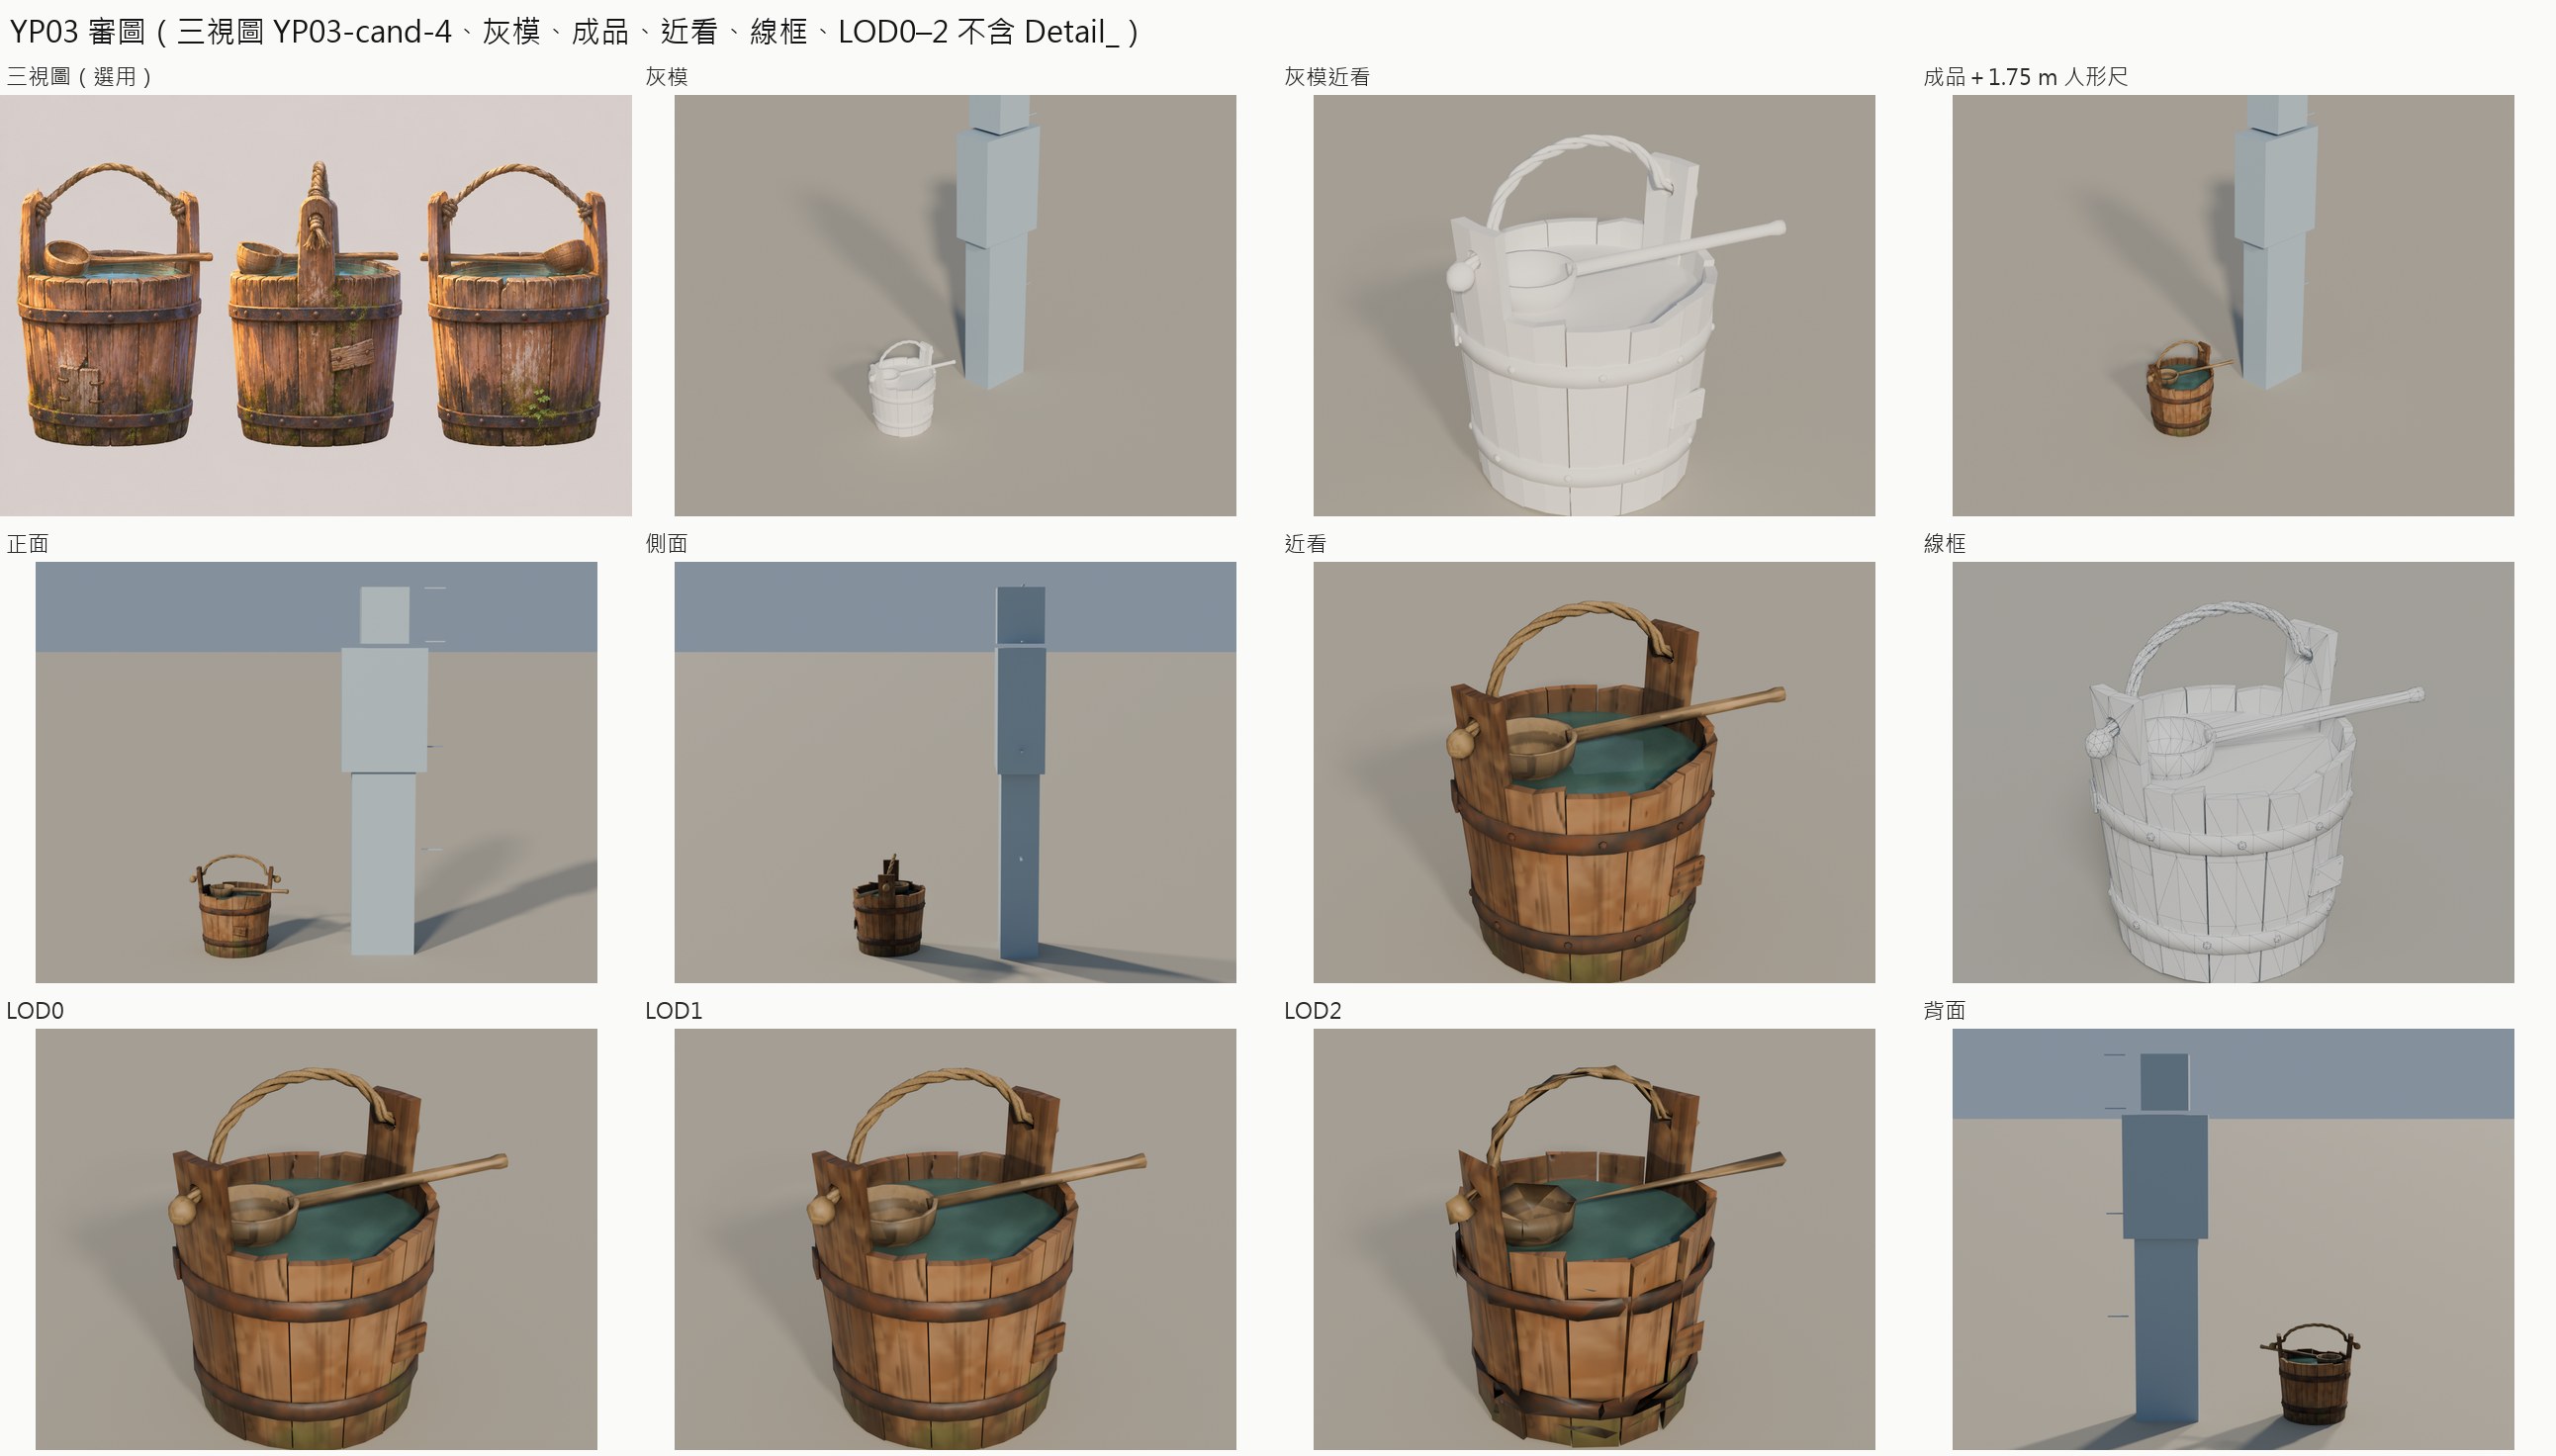 YP03 審圖（三視圖 YP03-cand-4、灰模、成品、近看、線框、LOD0–2 不含 Detail_）
三視圖（選用）
灰模
灰模近看
成品＋1.75 m 人形尺
正面
側面
近看
線框
LOD0
LOD1
LOD2
背面